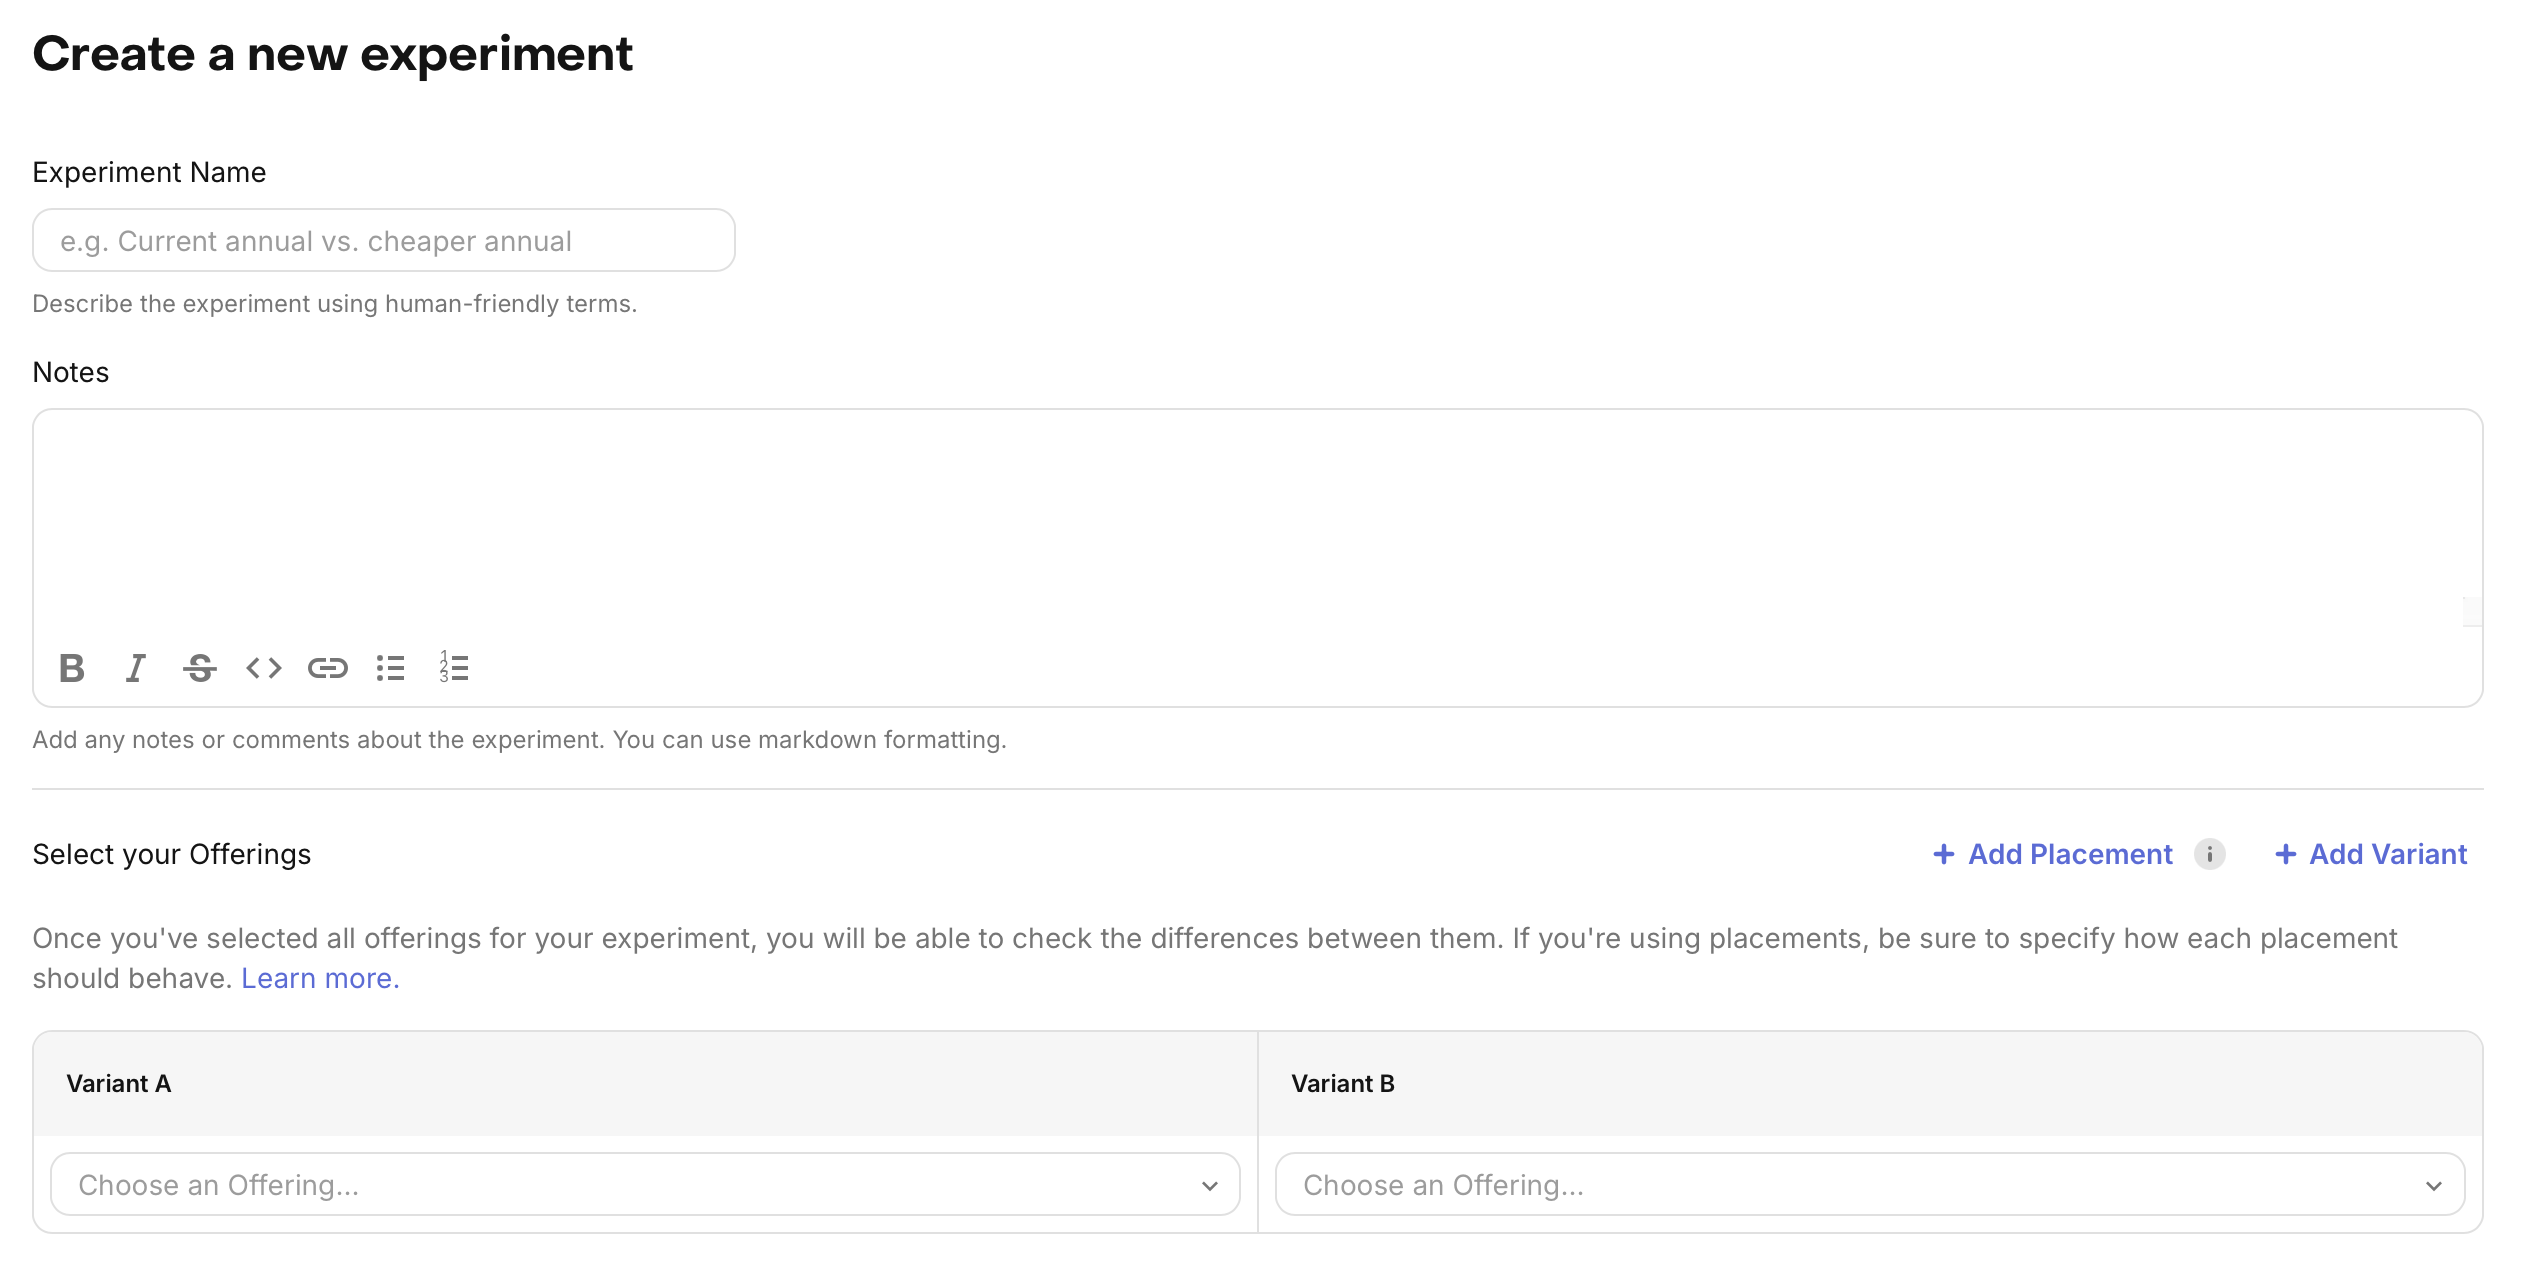 Create a new experiment
Experiment Name
e.g. Current annual vs. cheaper annual
Describe the experiment using human-friendly terms.
Notes
Add any notes or comments about the experiment. You can use markdown formatting.
Select your Offerings
+ Add Placement
+ Add Variant
Once you've selected all offerings for your experiment, you will be able to check the differences between them. If you're using placements, be sure to specify how each placement
should behave. Learn more.
Variant A
Variant B
Choose an Offering...
Choose an Offering...